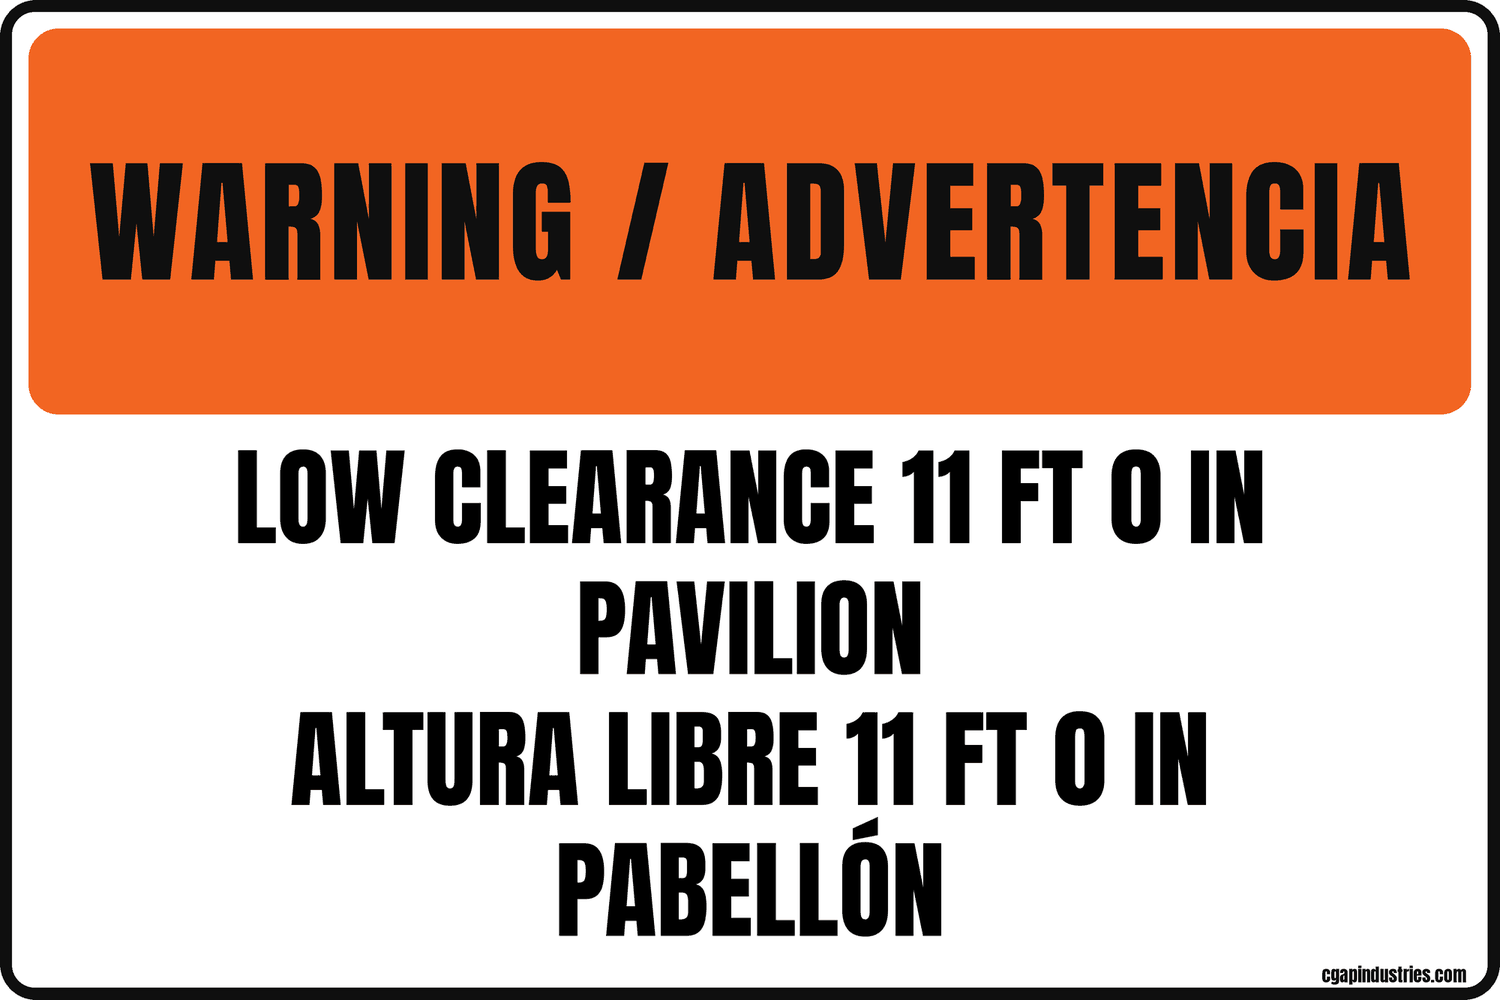 WARNING / ADVERTENCIA
LOW CLEARANCE 11 FT 0 IN
PAVILION
ALTURA LIBRE 11 FT 0 IN
PABELLÓN
cgapindustries.com